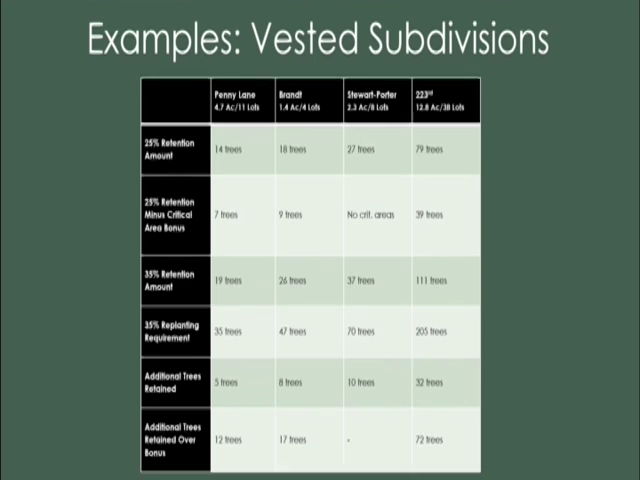 Examples: Vested Subdivisions
Penny Lane
4.7 Ac/11 Lots
Brandt
1.4 Ac/4 Lots
Stewart-Porter
2.3 Ac/8 Lots
223rd
12.8 Ac/38 Lots
25% Retention
Amount
14 trees
18 trees
27 trees
79 trees
25% Retention
Minus Critical
Area Bonus
7 trees
9 trees
No crit. areas
39 trees
35% Retention
Amount
19 trees
26 trees
37 trees
111 trees
35% Replanting
Requirement
35 trees
47 trees
70 trees
205 trees
Additional Trees
Retained
5 trees
8 trees
10 trees
32 trees
Additional Trees
Retained Over
Bonus
12 trees
17 trees
-
72 trees